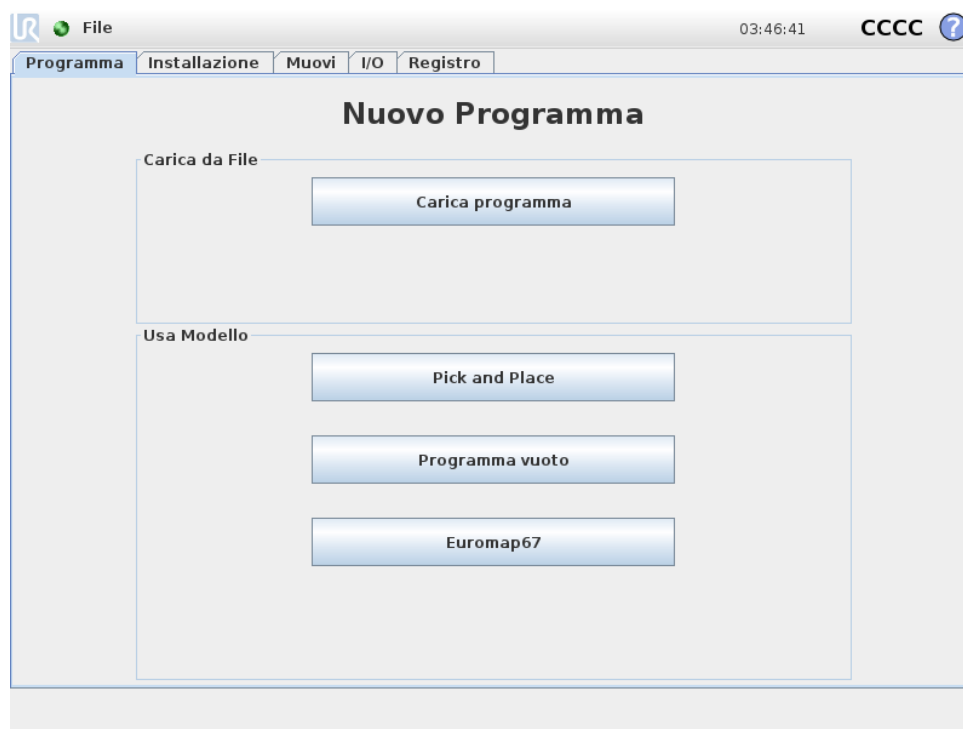 UR File 03:46:41 CCCC ?
Programma Installazione Muovi I/O Registro
Nuovo Programma
Carica da File
Carica programma
Usa Modello
Pick and Place
Programma vuoto
Euromap67